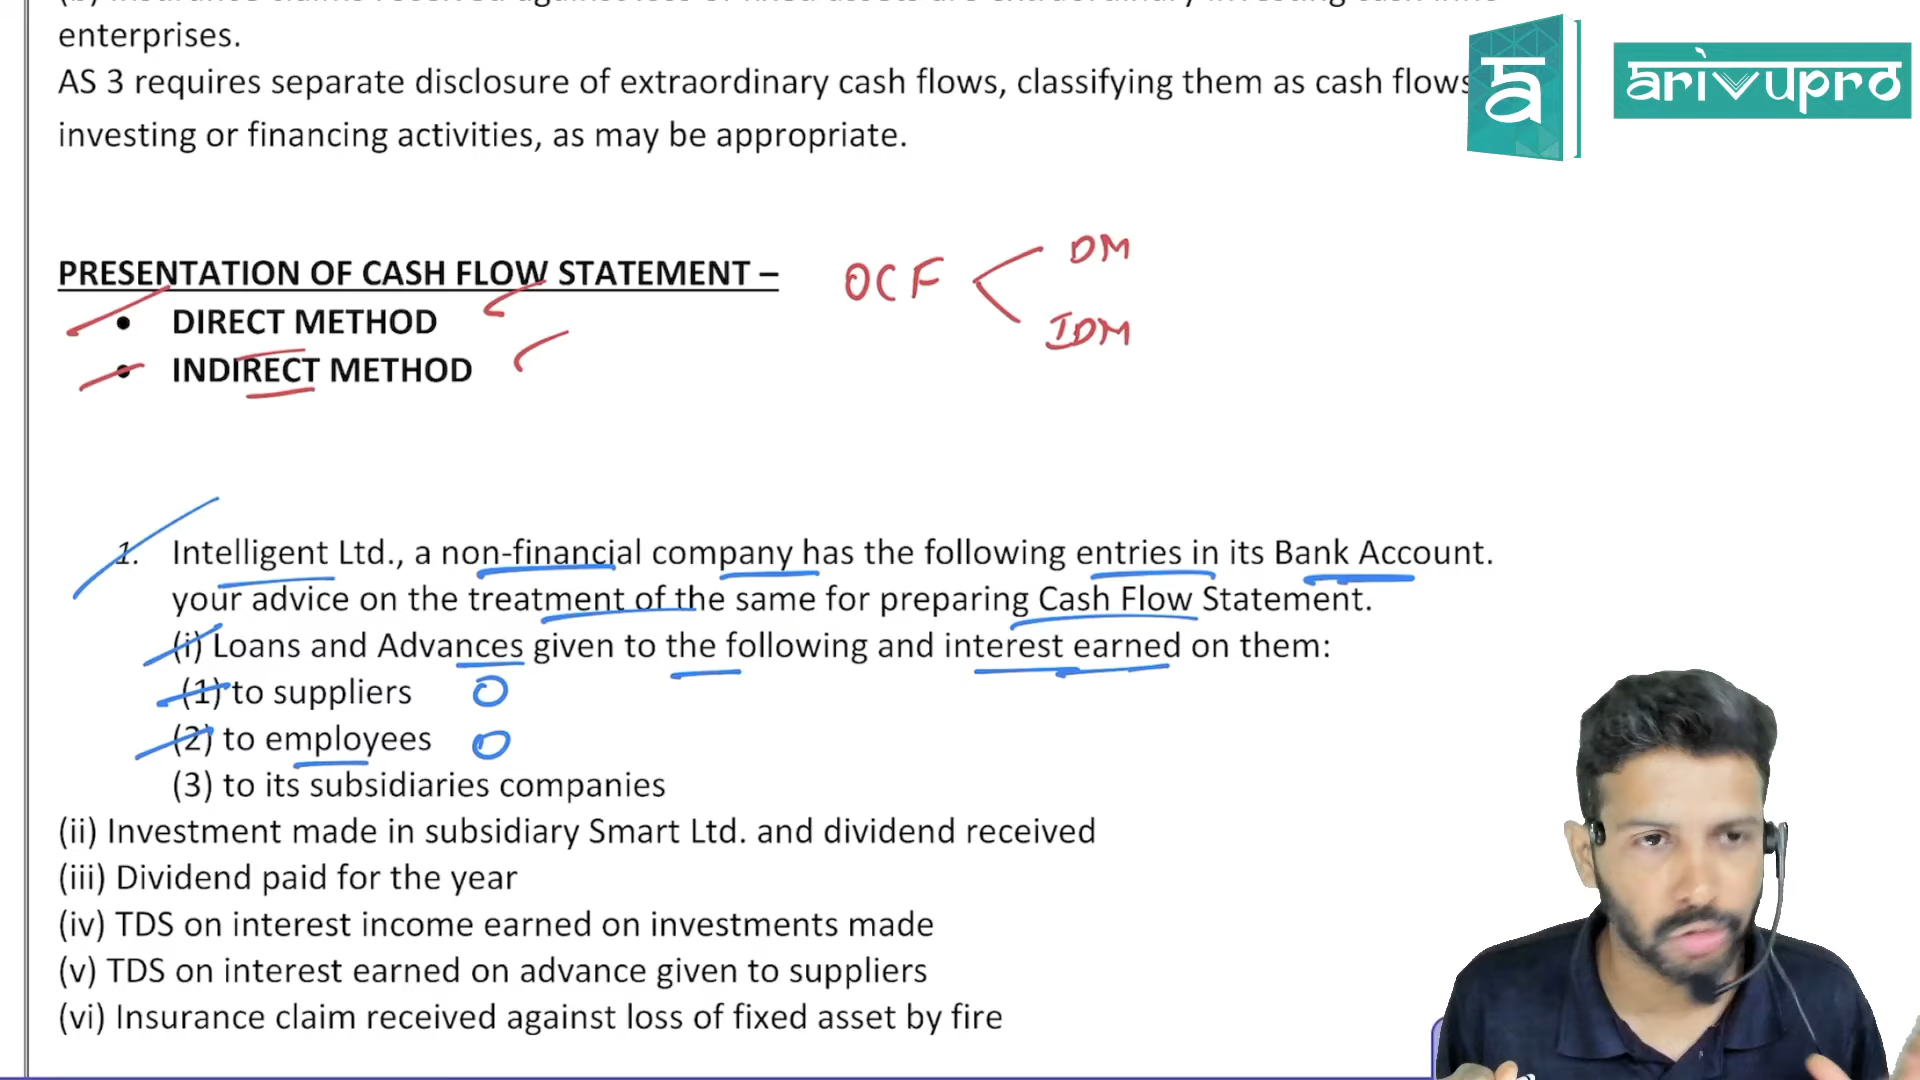 enterprises.
AS 3 requires separate disclosure of extraordinary cash flows, classifying them as cash flows
investing or financing activities, as may be appropriate.
arivupro
PRESENTATION OF CASH FLOW STATEMENT –
OCF
DM
IDM
• DIRECT METHOD
• INDIRECT METHOD
1. Intelligent Ltd., a non-financial company has the following entries in its Bank Account.
your advice on the treatment of the same for preparing Cash Flow Statement.
(i) Loans and Advances given to the following and interest earned on them:
(1) to suppliers O
(2) to employees O
(3) to its subsidiaries companies
(ii) Investment made in subsidiary Smart Ltd. and dividend received
(iii) Dividend paid for the year
(iv) TDS on interest income earned on investments made
(v) TDS on interest earned on advance given to suppliers
(vi) Insurance claim received against loss of fixed asset by fire